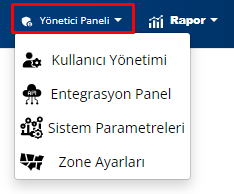 Yönetici Paneli
Rapor
Kullanıcı Yönetimi
Entegrasyon Panel
Sistem Parametreleri
Zone Ayarları